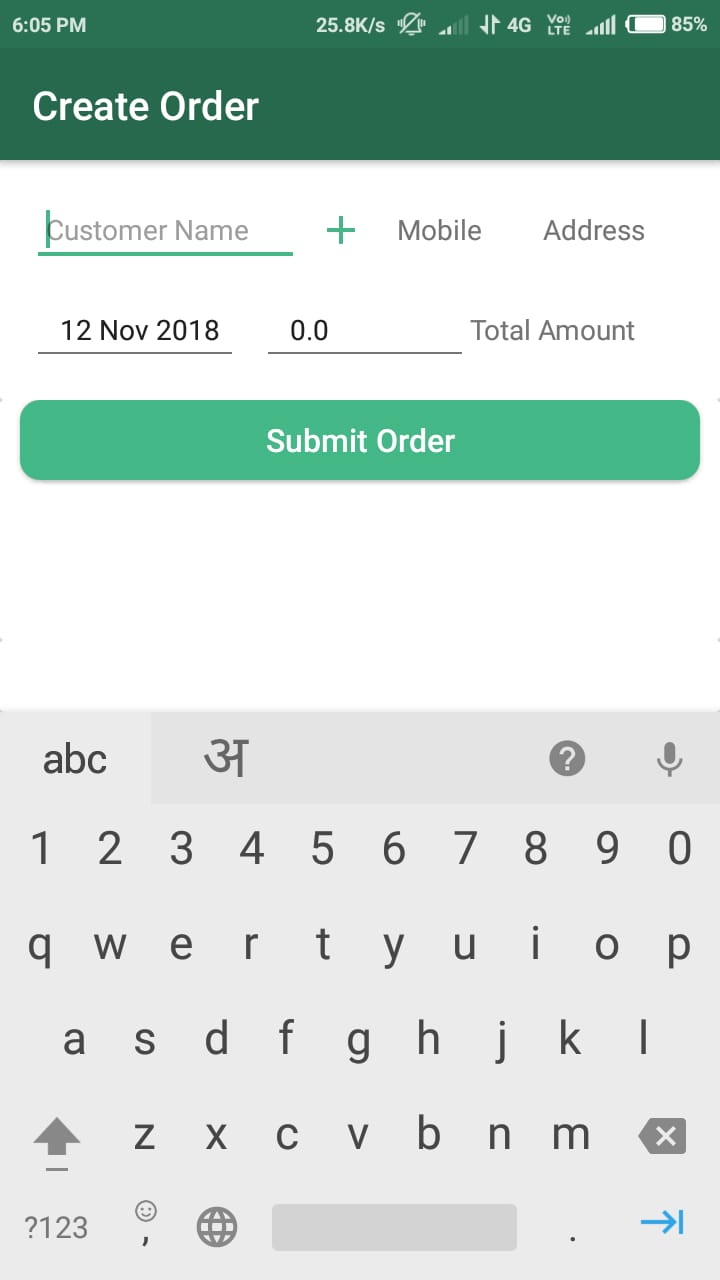 6:05 PM 25.8K/s 4G Vo) LTE 85%
Create Order
Customer Name + Mobile Address
12 Nov 2018 0.0 Total Amount
Submit Order
abc अ ?
1 2 3 4 5 6 7 8 9 0
q w e r t y u i o p
a s d f g h j k l
z x c v b n m
?123 , .